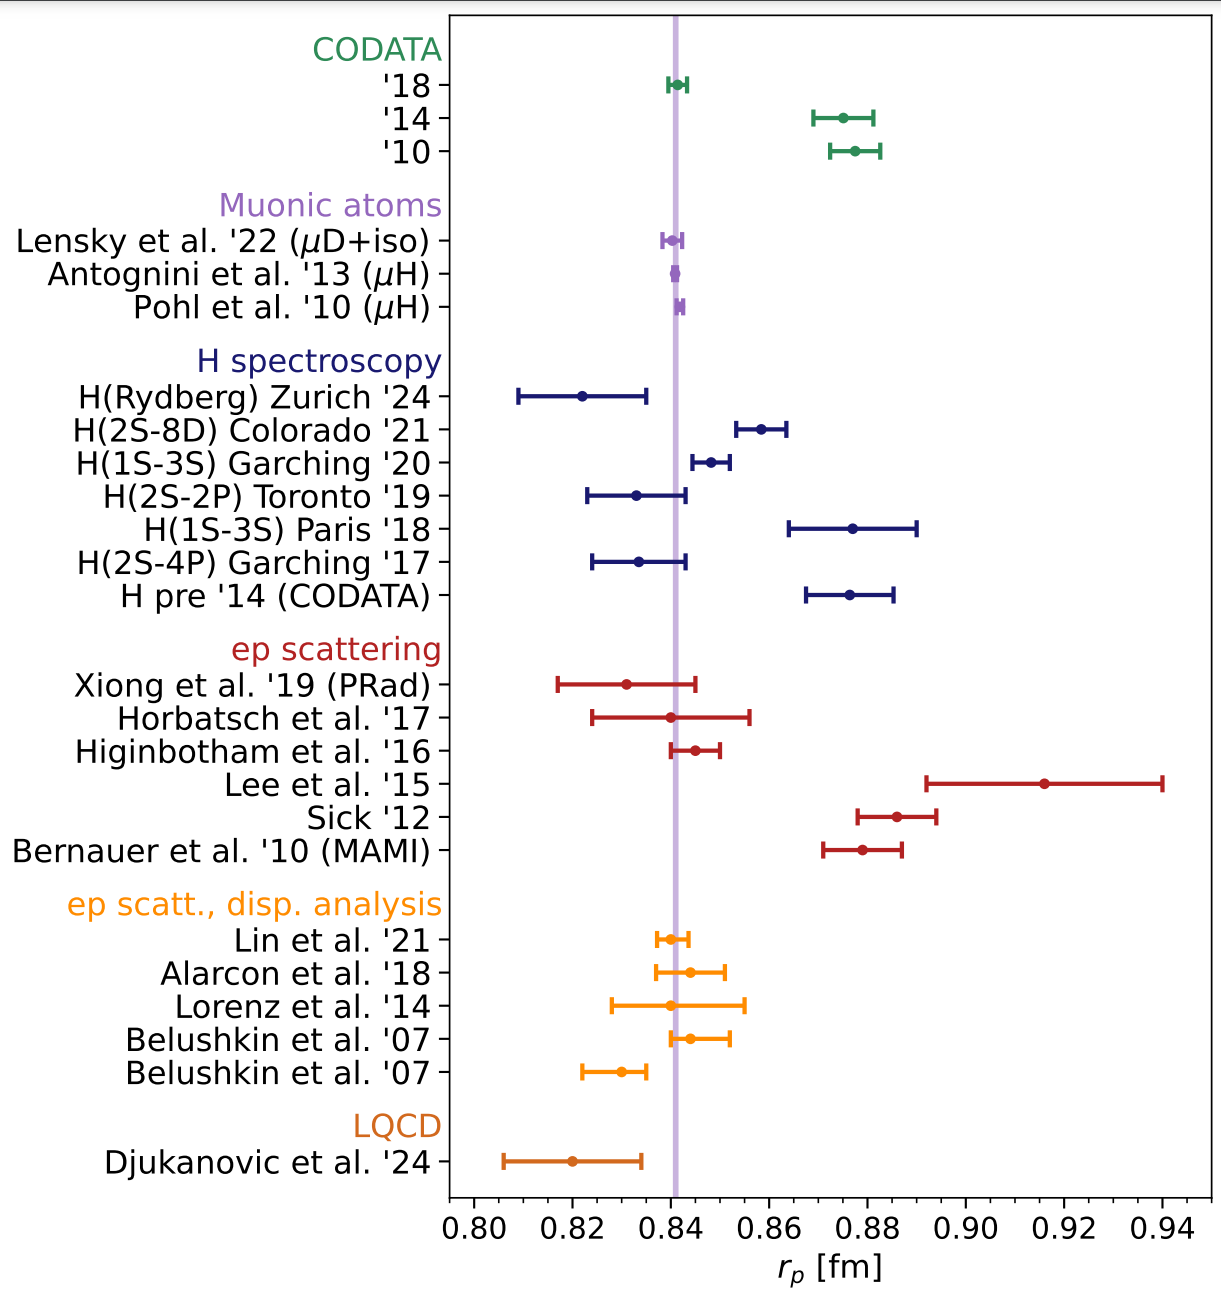 CODATA
'18
'14
'10
Muonic atoms
Lensky et al. '22 (μD+iso)
Antognini et al. '13 (μH)
Pohl et al. '10 (μH)
H spectroscopy
H(Rydberg) Zurich '24
H(2S-8D) Colorado '21
H(1S-3S) Garching '20
H(2S-2P) Toronto '19
H(1S-3S) Paris '18
H(2S-4P) Garching '17
H pre '14 (CODATA)
ep scattering
Xiong et al. '19 (PRad)
Horbatsch et al. '17
Higinbotham et al. '16
Lee et al. '15
Sick '12
Bernauer et al. '10 (MAMI)
ep scatt., disp. analysis
Lin et al. '21
Alarcon et al. '18
Lorenz et al. '14
Belushkin et al. '07
Belushkin et al. '07
LQCD
Djukanovic et al. '24
0.80 0.82 0.84 0.86 0.88 0.90 0.92 0.94
r_p [fm]